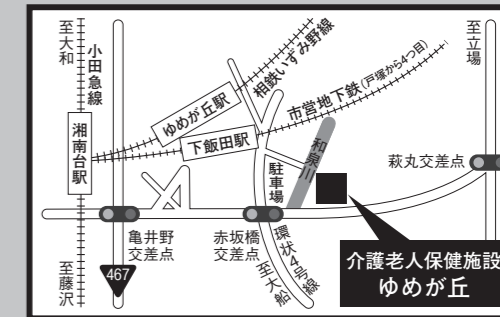 至大和
小田急線
湘南台駅
至藤沢
467
亀井野
交差点
ゆめが丘駅
相鉄いずみ野線
下飯田駅
市営地下鉄(戸塚から4つ目)
和泉川
駐車場
赤坂橋
交差点
環状4号線
至大船
至立場
萩丸交差点
介護老人保健施設
ゆめが丘